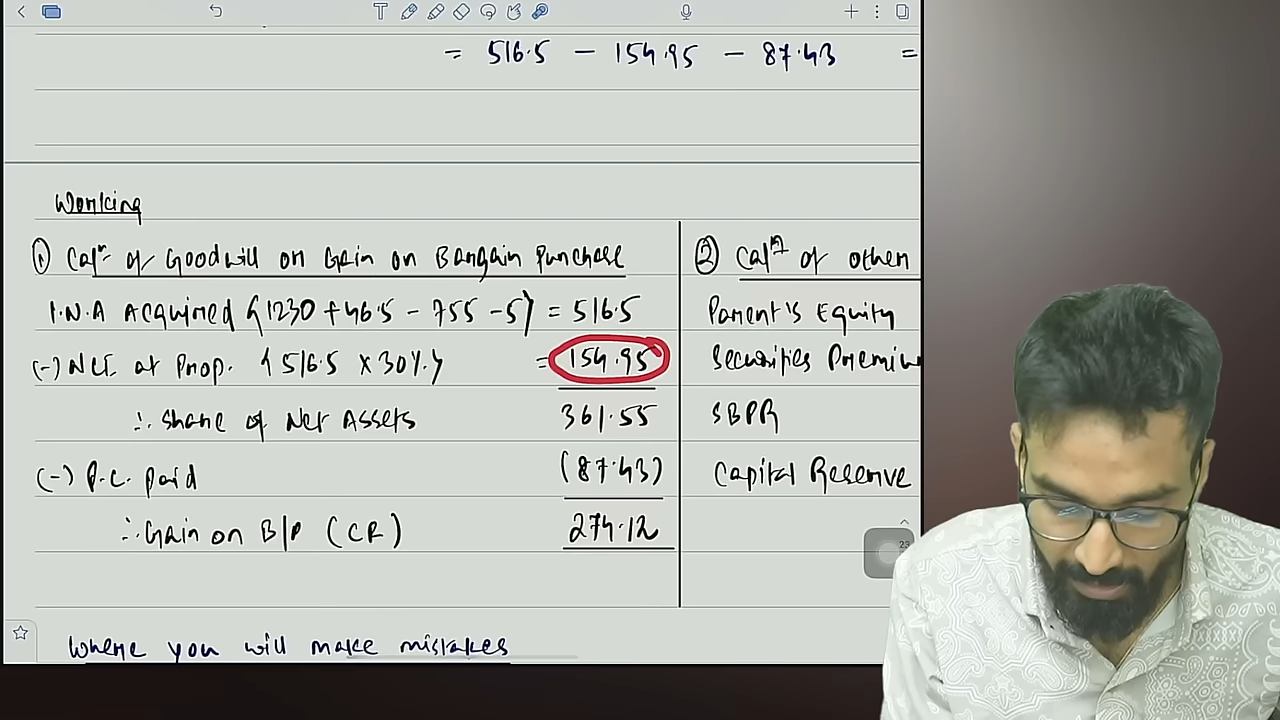 = 516.5 - 154.95 - 87.43 =
Working
① Calⁿ of Goodwill or Gain on Bargain Purchase
I.N.A Acquired {1230 + 46.5 - 755 - 5} = 516.5
(-) NCI at Prop. {516.5 x 30%} = 154.95
∴ Share of Net Assets 361.55
(-) P.C. paid (87.43)
∴ Gain on B/P (CR) 274.12
② Calⁿ of other
Parent's Equity
Securities Premium
SBPR
Capital Reserve
23
Where you will make mistakes